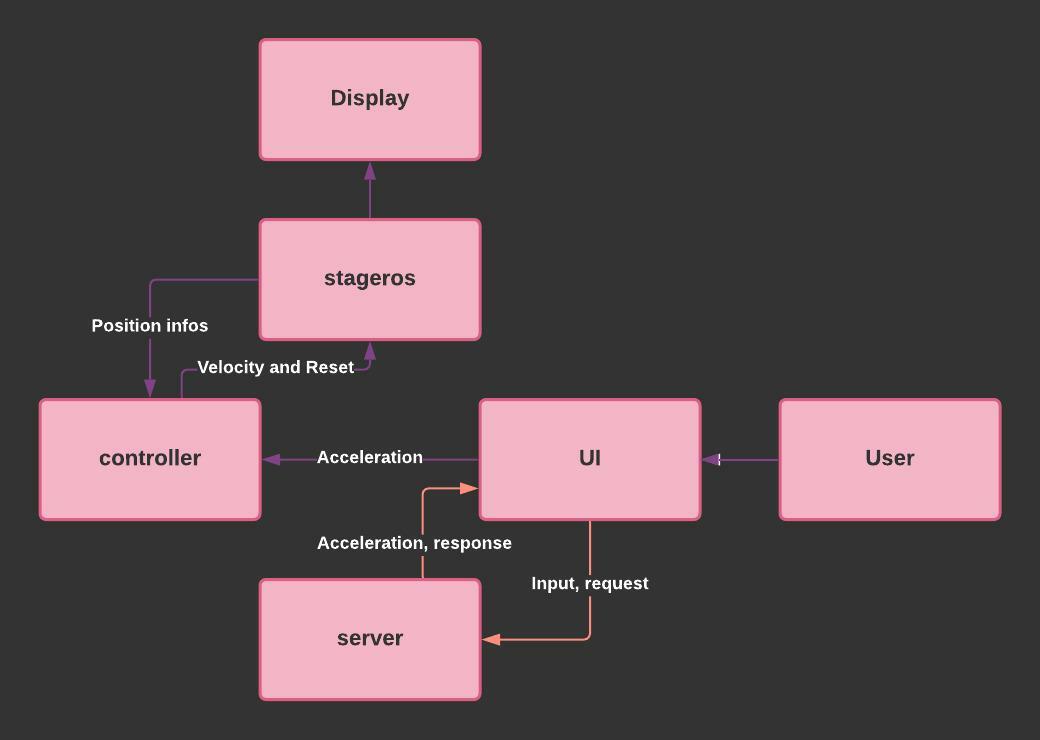 Display
stageros
Position infos
Velocity and Reset
controller
Acceleration
UI
User
Acceleration, response
Input, request
server